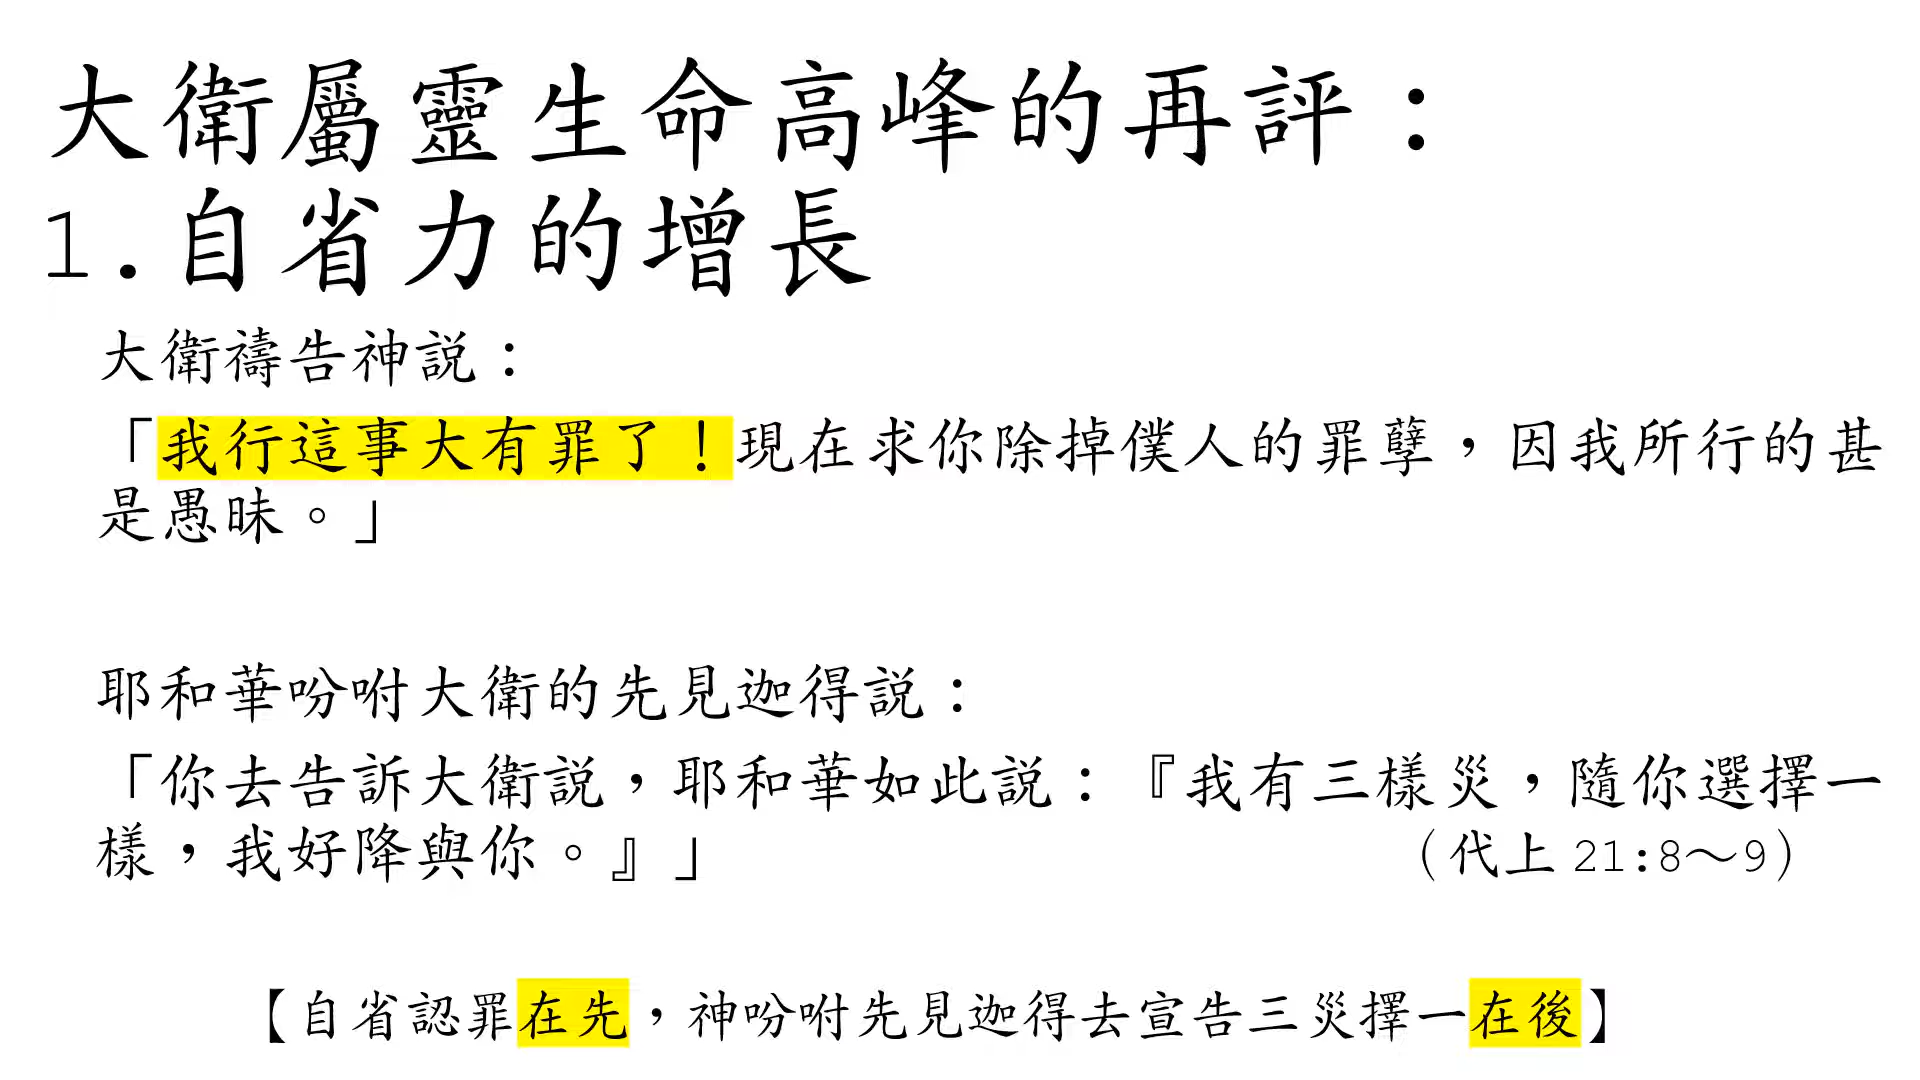 大衛屬靈生命高峰的再評：
1.自省力的增長
大衛禱告神説：
「我行這事大有罪了！現在求你除掉僕人的罪孽，因我所行的甚
是愚昧。」
耶和華吩咐大衛的先見迦得説：
「你去告訴大衛説，耶和華如此説：『我有三樣災，隨你選擇一
樣，我好降與你。』」 （代上 21:8～9）
【自省認罪在先，神吩咐先見迦得去宣告三災擇一在後】